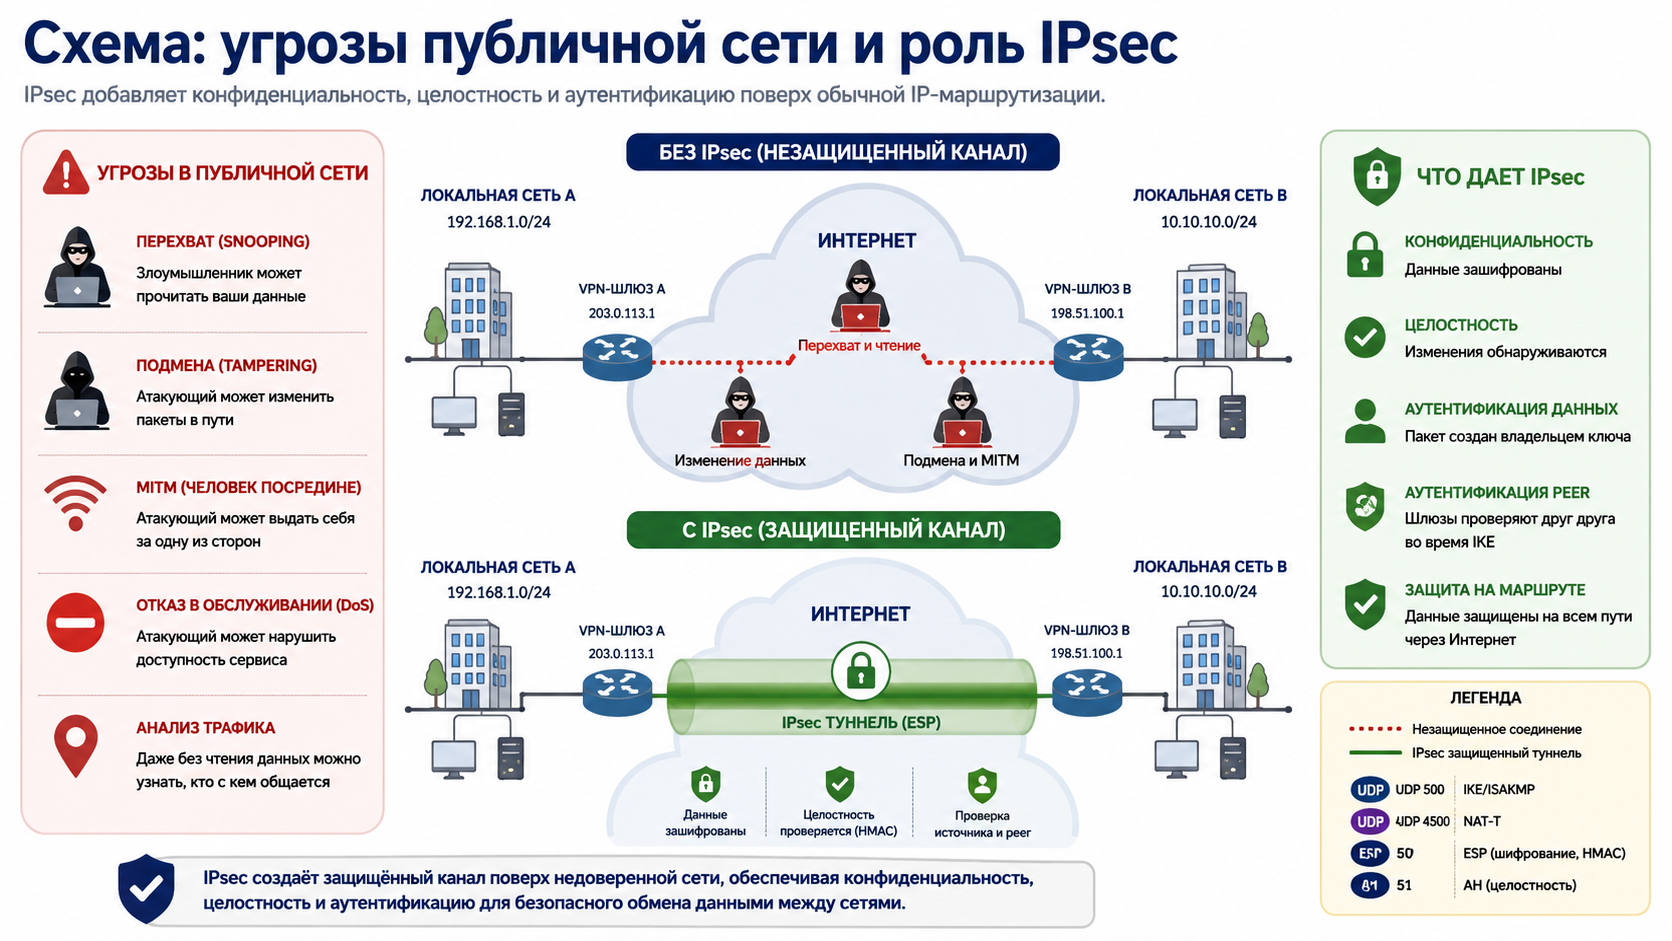 Схема: угрозы публичной сети и роль IPsec
IPsec добавляет конфиденциальность, целостность и аутентификацию поверх обычной IP-маршрутизации.
УГРОЗЫ В ПУБЛИЧНОЙ СЕТИ
ПЕРЕХВАТ (SNOOPING)
Злоумышленник может
прочитать ваши данные
ПОДМЕНА (TAMPERING)
Атакующий может изменить
пакеты в пути
MITM (ЧЕЛОВЕК ПОСРЕДИНЕ)
Атакующий может выдать себя
за одну из сторон
ОТКАЗ В ОБСЛУЖИВАНИИ (DoS)
Атакующий может нарушить
доступность сервиса
АНАЛИЗ ТРАФИКА
Даже без чтения данных можно
узнать, кто с кем общается
БЕЗ IPsec (НЕЗАЩИЩЕННЫЙ КАНАЛ)
ЛОКАЛЬНАЯ СЕТЬ A
192.168.1.0/24
VPN-ШЛЮЗ A
203.0.113.1
ИНТЕРНЕТ
Перехват и чтение
Изменение данных
Подмена и MITM
VPN-ШЛЮЗ B
198.51.100.1
ЛОКАЛЬНАЯ СЕТЬ B
10.10.10.0/24
С IPsec (ЗАЩИЩЕННЫЙ КАНАЛ)
ЛОКАЛЬНАЯ СЕТЬ A
192.168.1.0/24
VPN-ШЛЮЗ A
203.0.113.1
ИНТЕРНЕТ
IPsec ТУННЕЛЬ (ESP)
Данные
зашифрованы
Целостность
проверяется (HMAC)
Проверка
источника и peer
VPN-ШЛЮЗ B
198.51.100.1
ЛОКАЛЬНАЯ СЕТЬ B
10.10.10.0/24
ЧТО ДАЕТ IPsec
КОНФИДЕНЦИАЛЬНОСТЬ
Данные зашифрованы
ЦЕЛОСТНОСТЬ
Изменения обнаруживаются
АУТЕНТИФИКАЦИЯ ДАННЫХ
Пакет создан владельцем ключа
АУТЕНТИФИКАЦИЯ PEER
Шлюзы проверяют друг друга
во время IKE
ЗАЩИТА НА МАРШРУТЕ
Данные защищены на всем пути
через Интернет
ЛЕГЕНДА
Незащищенное соединение
IPsec защищенный туннель
UDP UDP 500 IKE/ISAKMP
UDP UDP 4500 NAT-T
50 ESP (шифрование, HMAC)
51 AH (целостность)
IPsec создаёт защищённый канал поверх недоверенной сети, обеспечивая конфиденциальность,
целостность и аутентификацию для безопасного обмена данными между сетями.